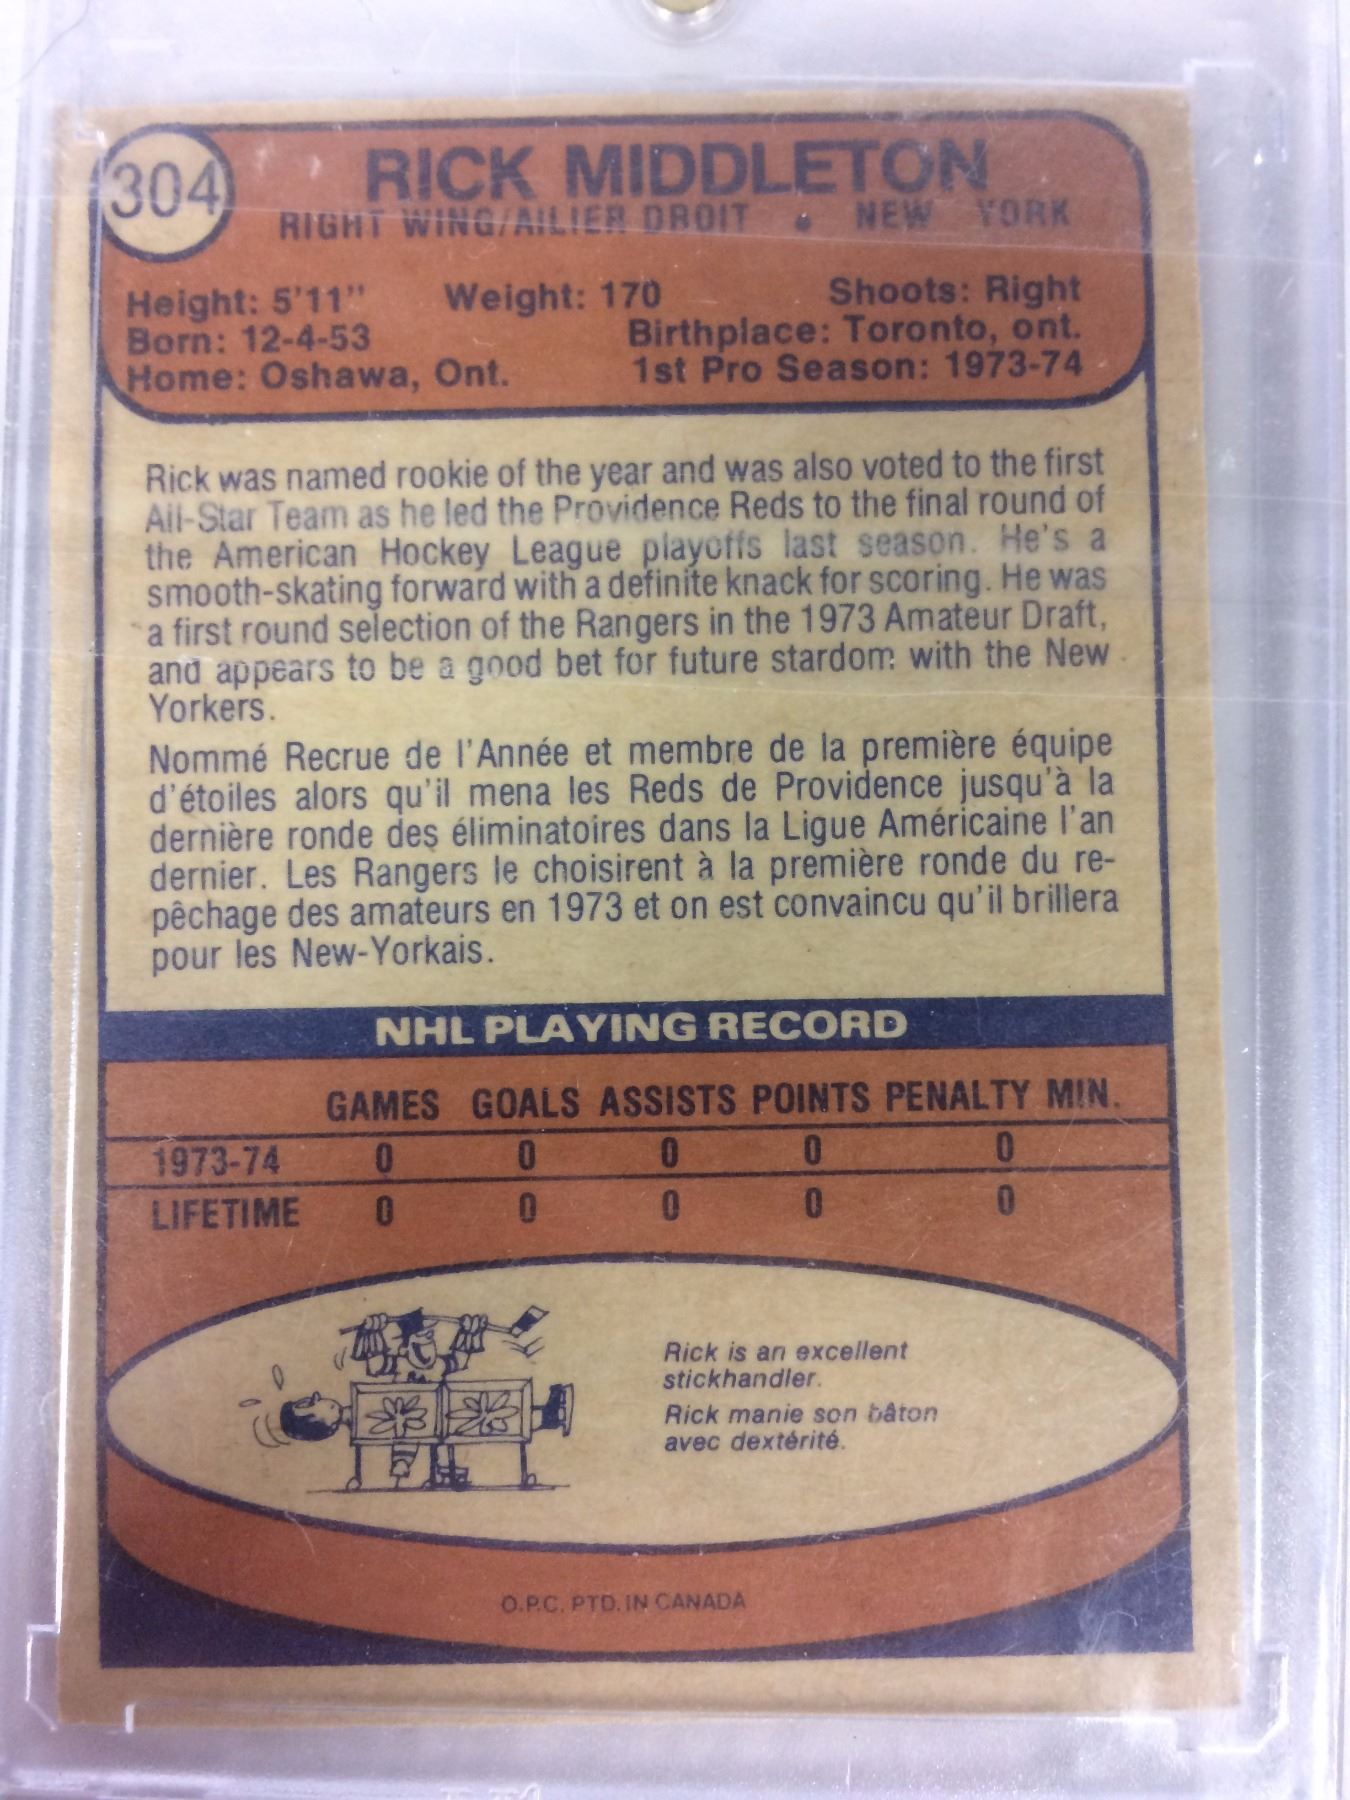 304
RICK MIDDLETON
RIGHT WING/AILIER DROIT • NEW YORK
Height: 5'11" Weight: 170 Shoots: Right
Born: 12-4-53 Birthplace: Toronto, ont.
Home: Oshawa, Ont. 1st Pro Season: 1973-74
Rick was named rookie of the year and was also voted to the first
All-Star Team as he led the Providence Reds to the final round of
the American Hockey League playoffs last season. He's a
smooth-skating forward with a definite knack for scoring. He was
a first round selection of the Rangers in the 1973 Amateur Draft,
and appears to be a good bet for future stardom with the New
Yorkers.
Nommé Recrue de l'Année et membre de la première équipe
d'étoiles alors qu'il mena les Reds de Providence jusqu'à la
dernière ronde des éliminatoires dans la Ligue Américaine l'an
dernier. Les Rangers le choisirent à la première ronde du re-
pêchage des amateurs en 1973 et on est convaincu qu'il brillera
pour les New-Yorkais.
NHL PLAYING RECORD
GAMES GOALS ASSISTS POINTS PENALTY MIN.
1973-74 0 0 0 0 0
LIFETIME 0 0 0 0 0
Rick is an excellent
stickhandler.
Rick manie son bâton
avec dextérité.
O.P.C. PTD. IN CANADA